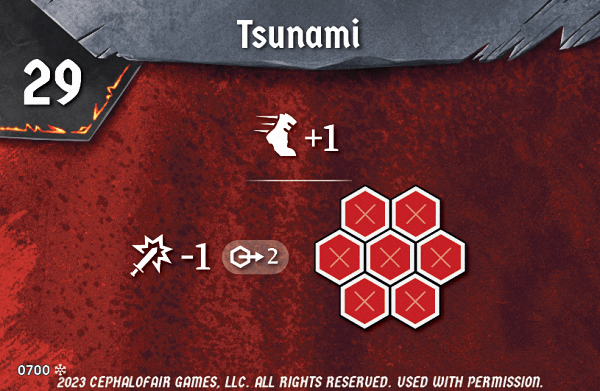 Tsunami
29
+1
-1 2
0700
2023 CEPHALOFAIR GAMES, LLC. ALL RIGHTS RESERVED. USED WITH PERMISSION.